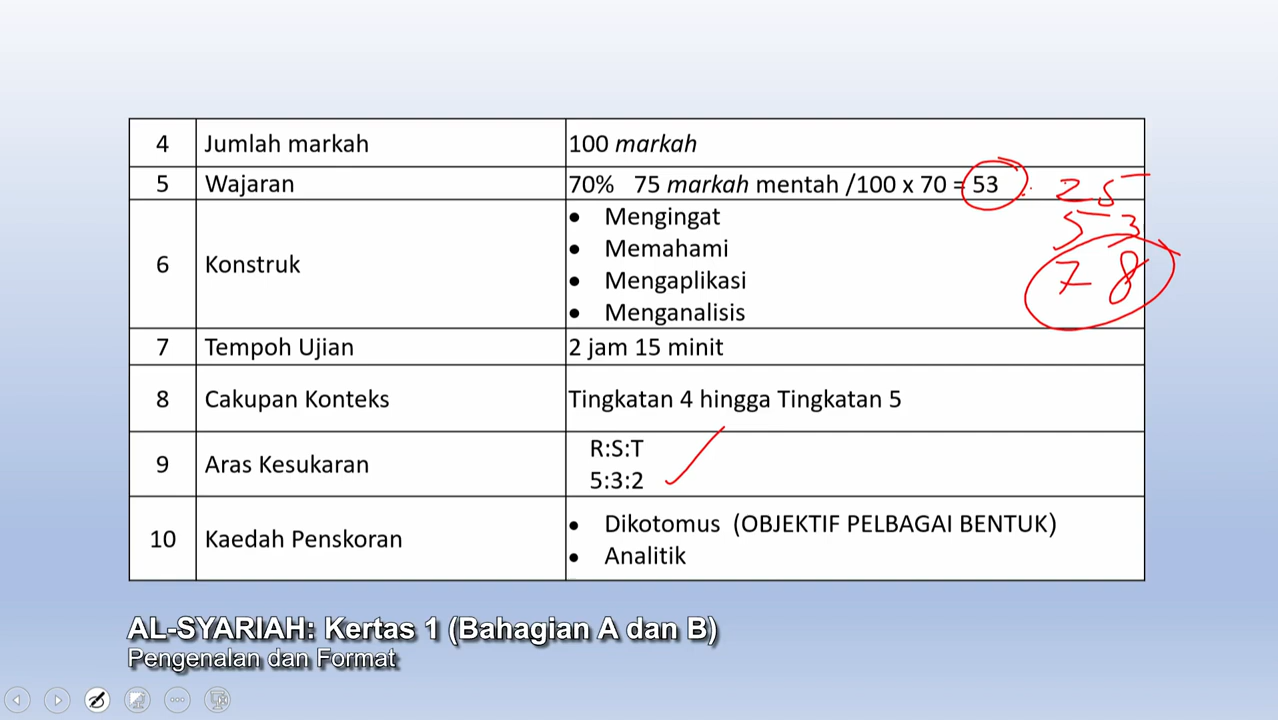 4 Jumlah markah 100 markah
5 Wajaran 70% 75 markah mentah /100 x 70 = 53
25
53
78
6 Konstruk
• Mengingat
• Memahami
• Mengaplikasi
• Menganalisis
7 Tempoh Ujian 2 jam 15 minit
8 Cakupan Konteks Tingkatan 4 hingga Tingkatan 5
9 Aras Kesukaran
R:S:T
5:3:2
10 Kaedah Penskoran
• Dikotomus (OBJEKTIF PELBAGAI BENTUK)
• Analitik
AL-SYARIAH: Kertas 1 (Bahagian A dan B)
Pengenalan dan Format